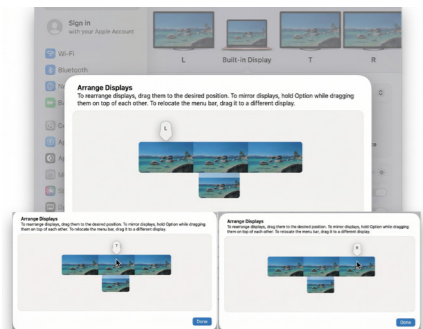 Sign in
with your Apple Account
Wi-Fi
Bluetooth
L
Built-in Display
T
R
Arrange Displays
To rearrange displays, drag them to the desired position. To mirror displays, hold Option while dragging
them on top of each other. To relocate the menu bar, drag it to a different display.
L
Arrange Displays
To rearrange displays, drag them to the desired position. To mirror displays, hold Option while dragging
them on top of each other. To relocate the menu bar, drag it to a different display.
T
Done
Arrange Displays
To rearrange displays, drag them to the desired position. To mirror displays, hold Option while dragging
them on top of each other. To relocate the menu bar, drag it to a different display.
R
Done